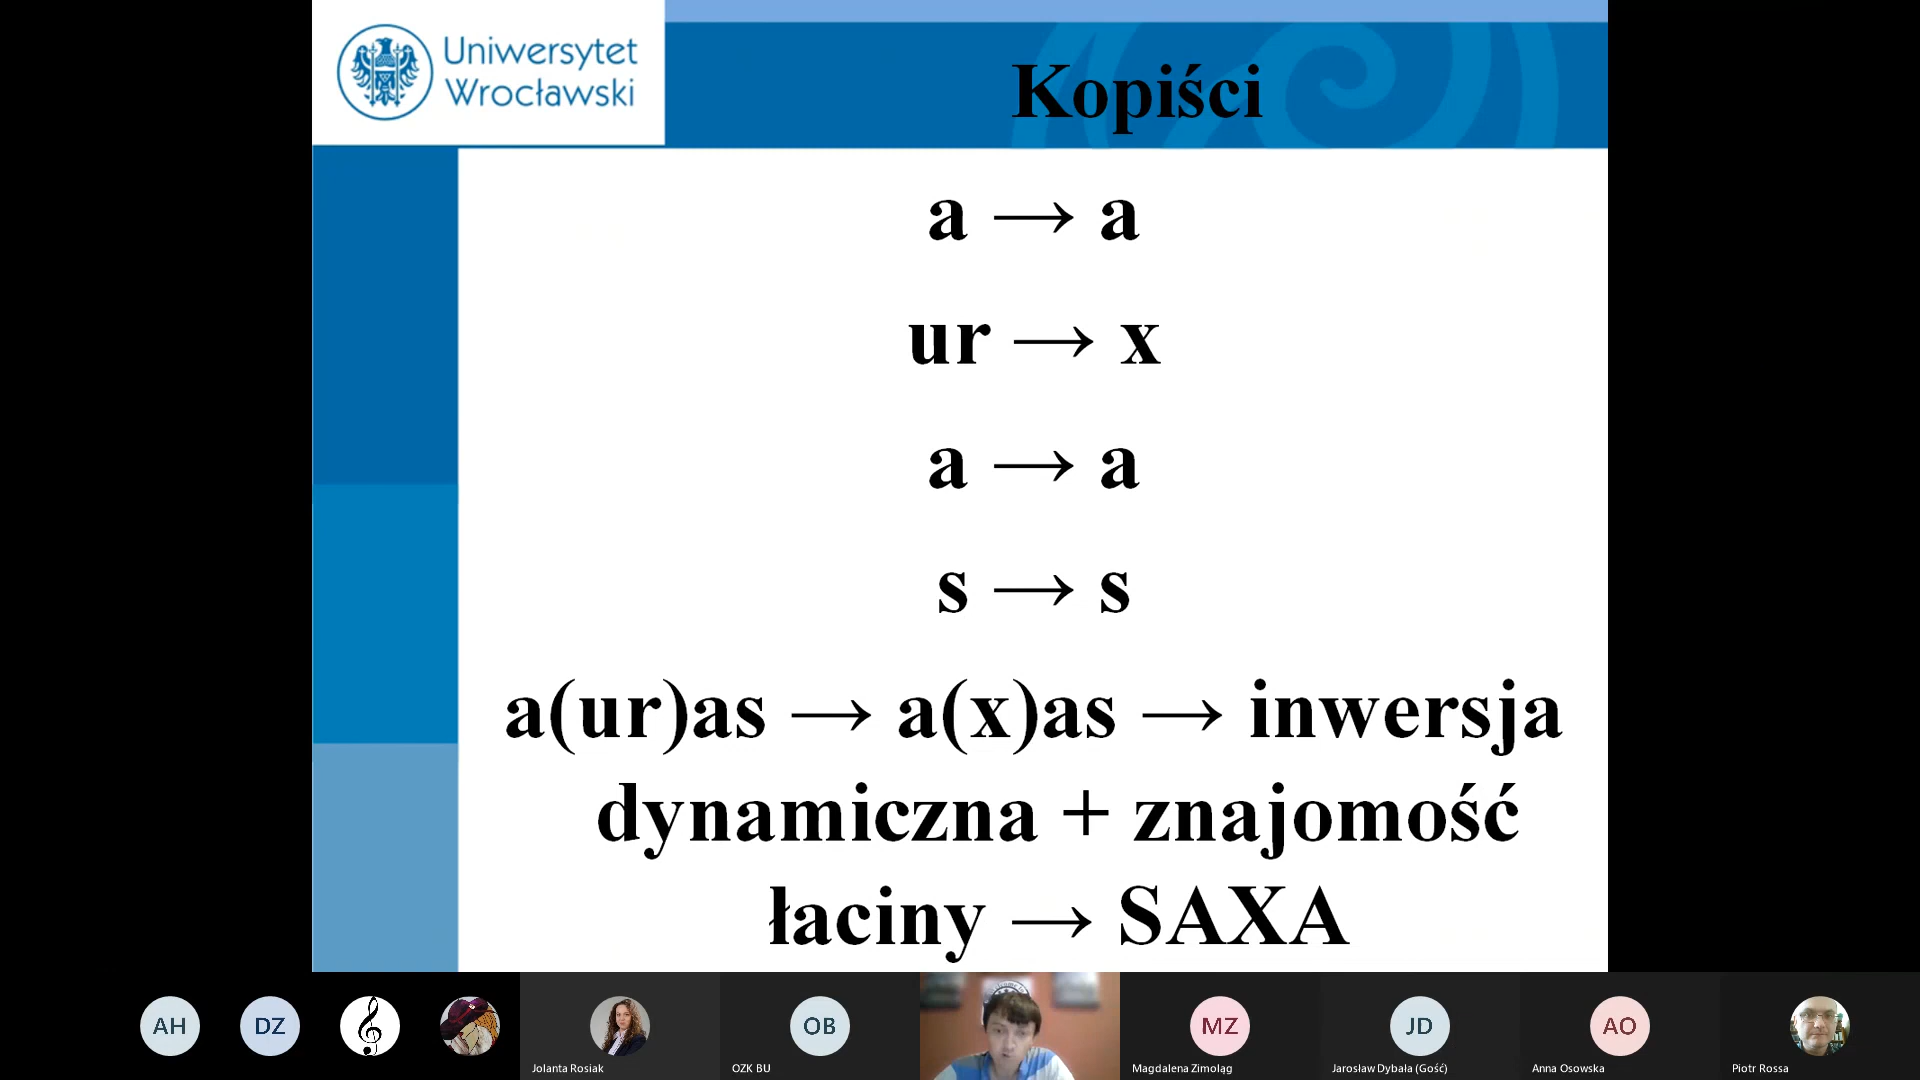 Uniwersytet
Wrocławski
Kopiści
a → a
ur → x
a → a
s → s
a(ur)as → a(x)as → inwersja
dynamiczna + znajomość
łaciny → SAXA
AH
DZ
OB
MZ
JD
AO
Jolanta Rosiak
OZK BU
Magdalena Zimoląg
Jarosław Dybała (Gość)
Anna Osowska
Piotr Rossa